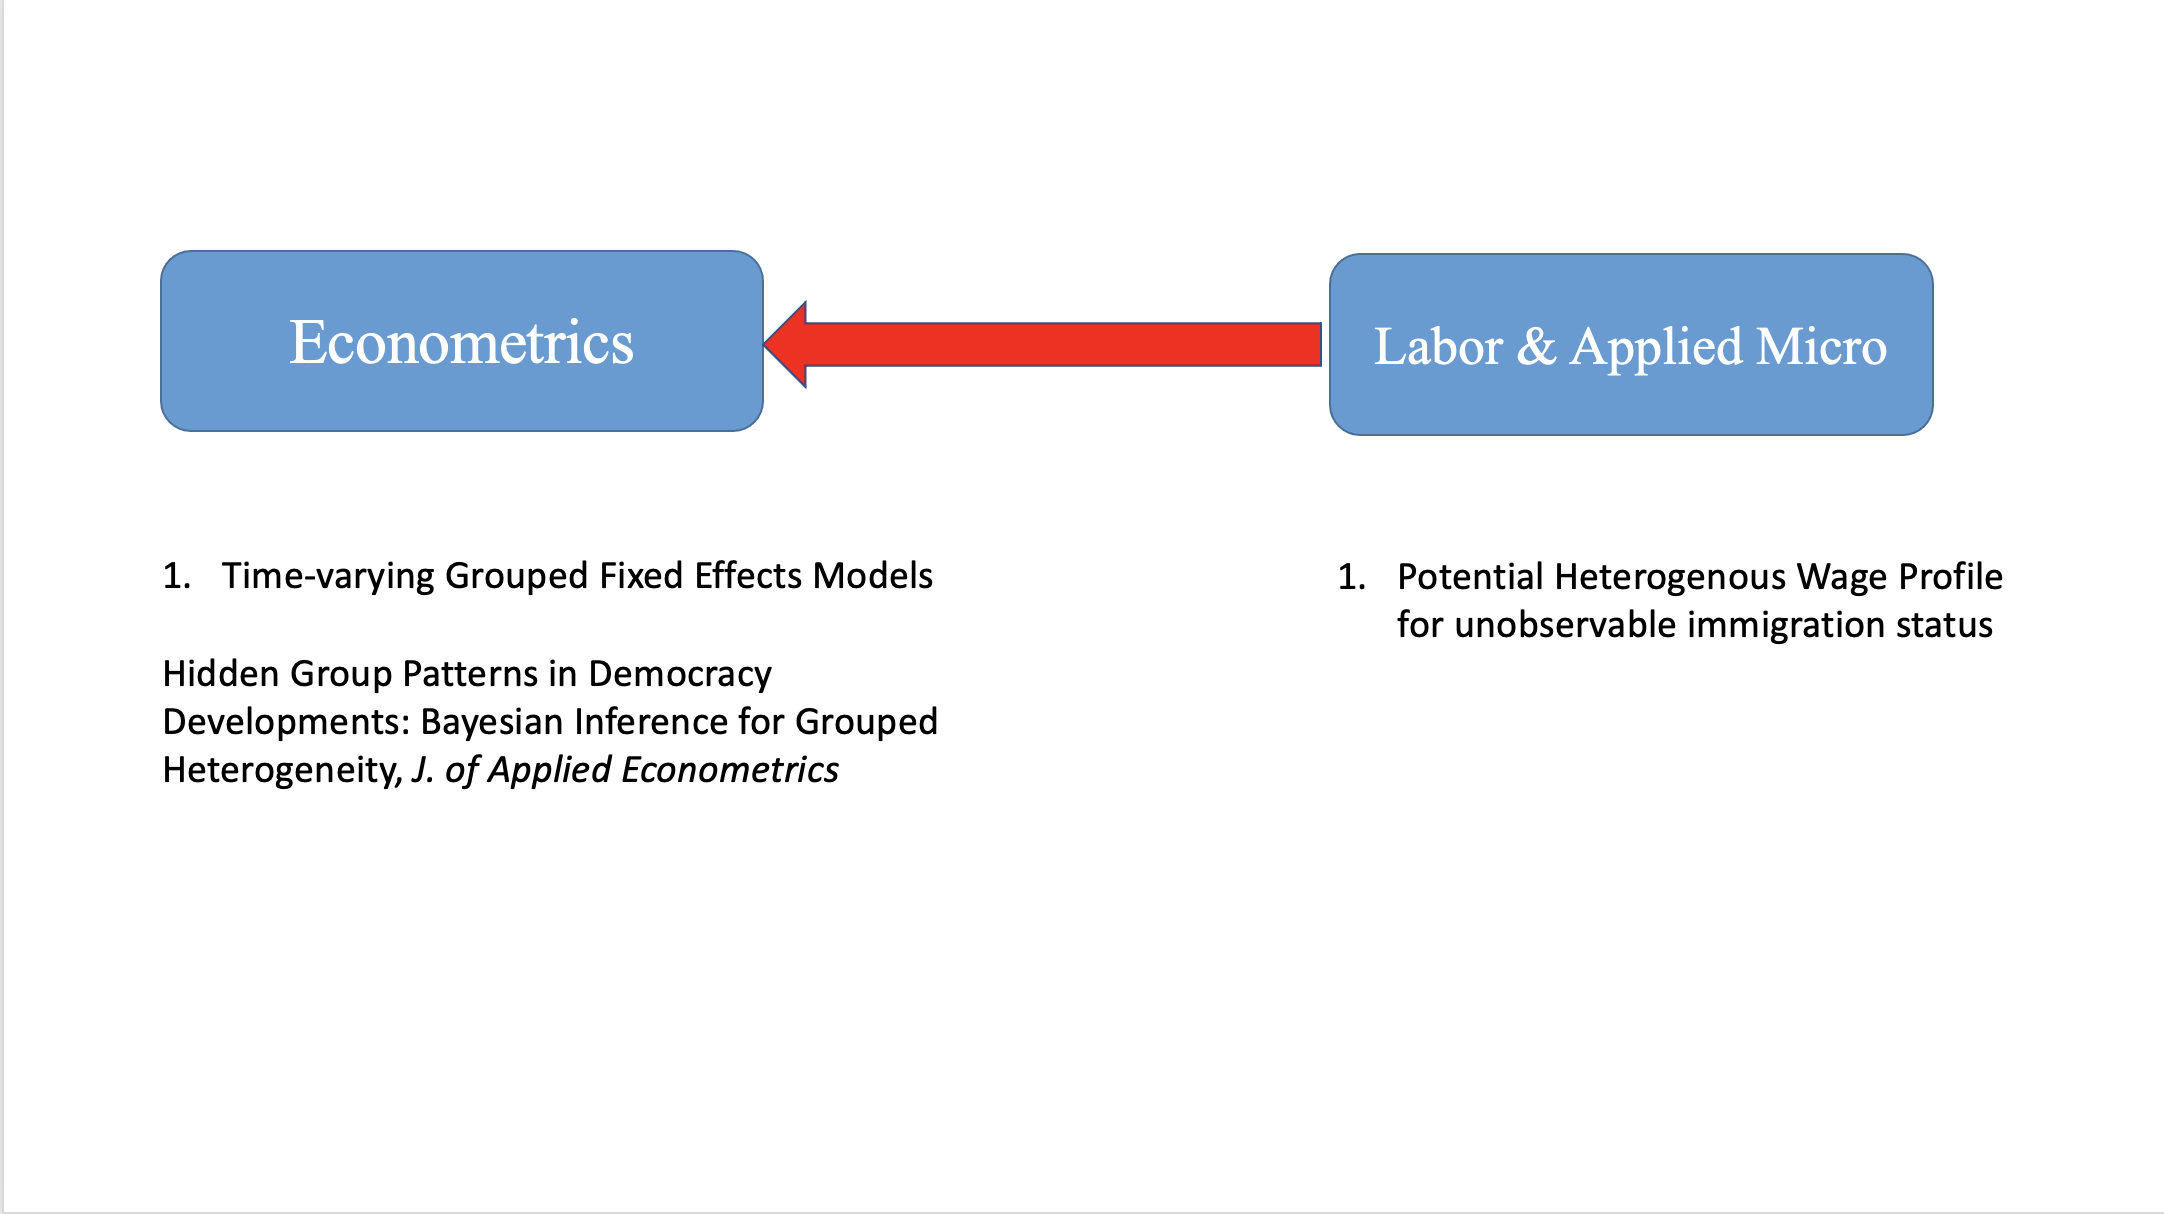 Econometrics
Labor & Applied Micro
1. Time-varying Grouped Fixed Effects Models
Hidden Group Patterns in Democracy
Developments: Bayesian Inference for Grouped
Heterogeneity, J. of Applied Econometrics
1. Potential Heterogenous Wage Profile
for unobservable immigration status